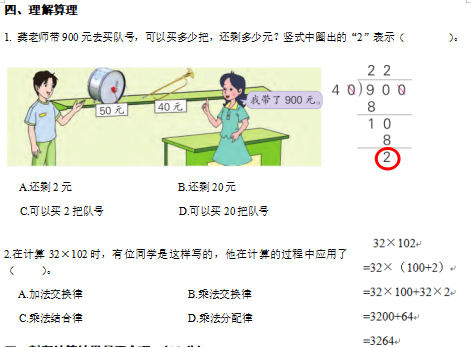 四、理解算理
1. 龚老师带 900 元去买队号，可以买多少把，还剩多少元？竖式中圈出的“2”表示（ ）。
50 元
40 元
我带了 900 元。
2 2
4 0)9 0 0
8
1 0
8
2
A.还剩 2 元 B.还剩 20 元
C.可以买 2 把队号 D.可以买 20 把队号
2.在计算 32×102 时，有位同学是这样写的，他在计算的过程中应用了
（ ）。
A.加法交换律 B.乘法交换律
C.乘法结合律 D.乘法分配律
32×102
=32×（100+2）
=32×100+32×2
=3200+64
=3264